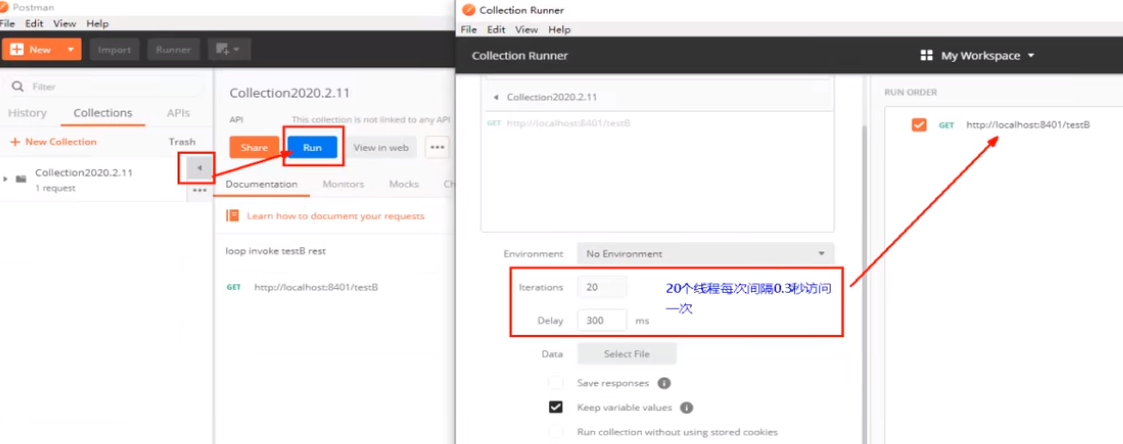 Postman
File Edit View Help
New
Import
Runner
Filter
History
Collections
APIs
+ New Collection
Trash
Collection2020.2.11
1 request
Collection2020.2.11
API
This collection is not linked to any API
Share
Run
View in web
Documentation
Monitors
Mocks
Ch
Learn how to document your requests
loop invoke testB rest
GET http://localhost:8401/testB
Collection Runner
File Edit View Help
Collection Runner
My Workspace
Collection2020.2.11
GET http://localhost:8401/testB
Environment
No Environment
Iterations
20
Delay
300
ms
20个线程每次间隔0.3秒访问
一次
Data
Select File
Save responses
Keep variable values
Run collection without using stored cookies
RUN ORDER
GET http://localhost:8401/testB